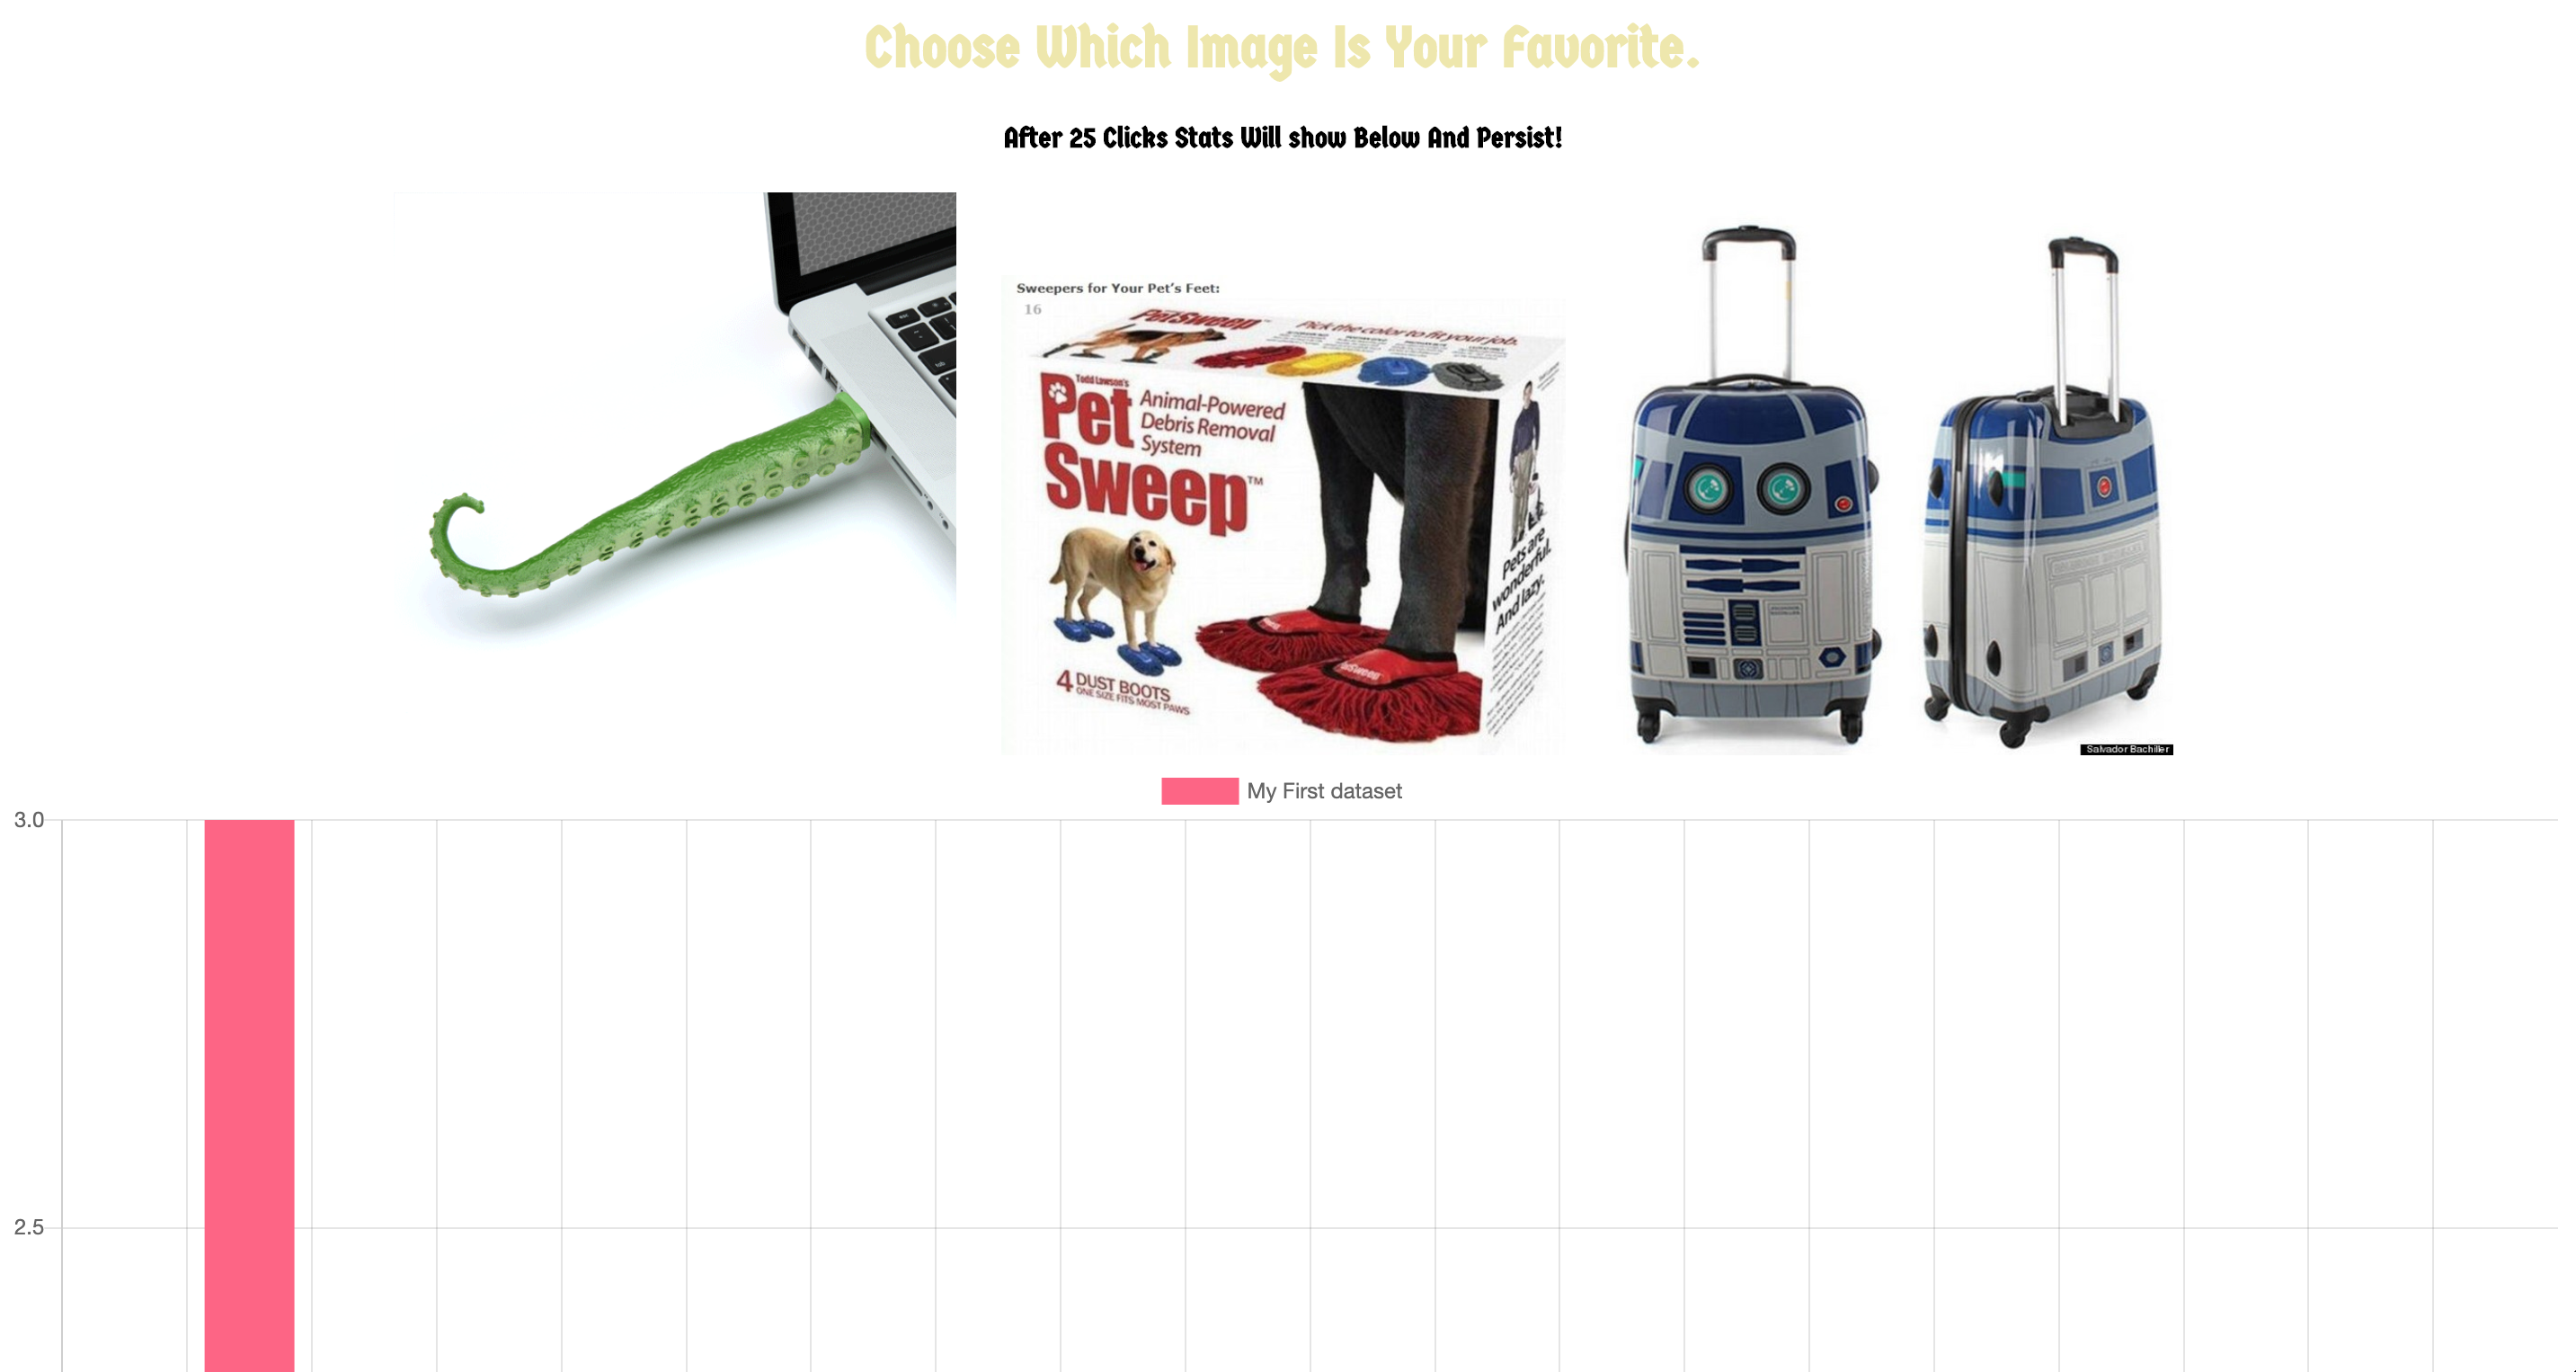 Choose Which Image Is Your Favorite.
After 25 Clicks Stats Will show Below And Persist!
Sweepers for Your Pet's Feet:
16
PetSweep
Pick the color to fit your job.
Todd Lawson's
Pet
Sweep™
Animal-Powered
Debris Removal
System
Pets are
wonderful.
And lazy.
PetSweep
4 DUST BOOTS
ONE SIZE FITS MOST PAWS
Salvador Bachiller
My First dataset
3.0
2.5